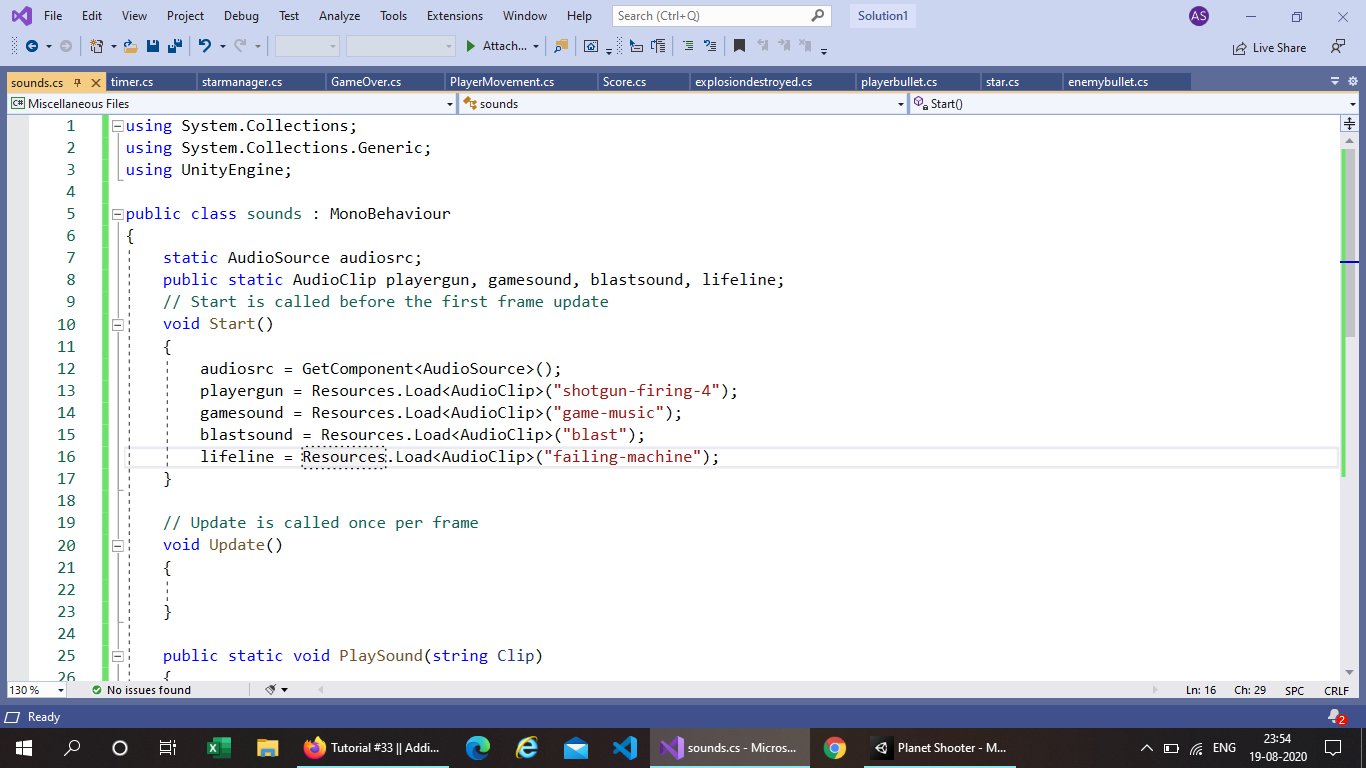 File Edit View Project Debug Test Analyze Tools Extensions Window Help Search (Ctrl+Q) Solution1 AS
Attach... Live Share
sounds.cs timer.cs starmanager.cs GameOver.cs PlayerMovement.cs Score.cs explosiondestroyed.cs playerbullet.cs star.cs enemybullet.cs
C# Miscellaneous Files sounds Start()
1 using System.Collections;
2 using System.Collections.Generic;
3 using UnityEngine;
4
5 public class sounds : MonoBehaviour
6 {
7 static AudioSource audiosrc;
8 public static AudioClip playergun, gamesound, blastsound, lifeline;
9 // Start is called before the first frame update
10 void Start()
11 {
12 audiosrc = GetComponent<AudioSource>();
13 playergun = Resources.Load<AudioClip>("shotgun-firing-4");
14 gamesound = Resources.Load<AudioClip>("game-music");
15 blastsound = Resources.Load<AudioClip>("blast");
16 lifeline = Resources.Load<AudioClip>("failing-machine");
17 }
18
19 // Update is called once per frame
20 void Update()
21 {
22
23 }
24
25 public static void PlaySound(string Clip)
26 {
130 % No issues found Ln: 16 Ch: 29 SPC CRLF
Ready 2
Tutorial #33 || Addi... sounds.cs - Micros... Planet Shooter - M... ENG 23:54
19-08-2020